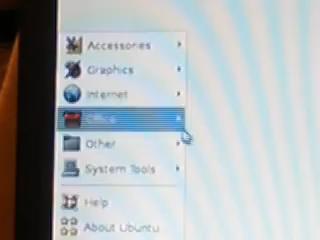 Accessories
Graphics
Internet
Office
Other
System Tools
Help
About Ubuntu